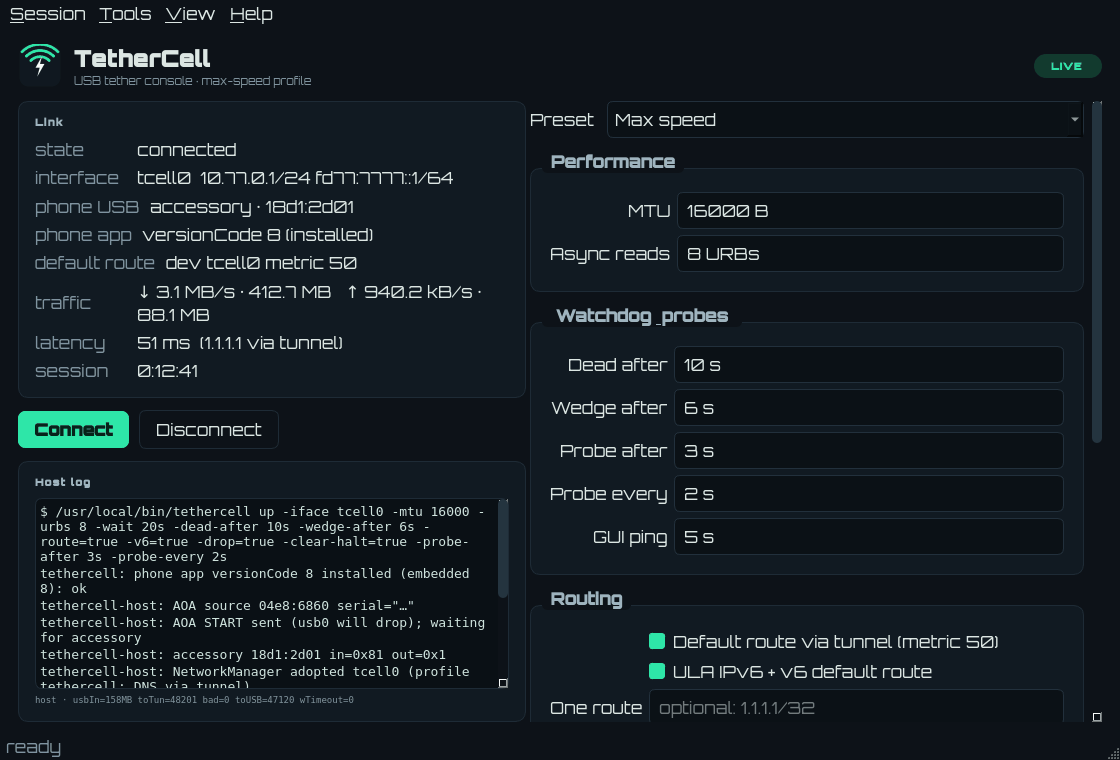 Session Tools View Help
TetherCell
USB tether console · max-speed profile
LIVE
Link
state connected
interface tcell0 10.77.0.1/24 fd77:7777::1/64
phone USB accessory · 18d1:2d01
phone app versionCode 8 (installed)
default route dev tcell0 metric 50
traffic ↓ 3.1 MB/s · 412.7 MB ↑ 940.2 kB/s ·
88.1 MB
latency 51 ms (1.1.1.1 via tunnel)
session 0:12:41
Connect Disconnect
Host log
$ /usr/local/bin/tethercell up -iface tcell0 -mtu 16000 -
urbs 8 -wait 20s -dead-after 10s -wedge-after 6s -
route=true -v6=true -drop=true -clear-halt=true -probe-
after 3s -probe-every 2s
tethercell: phone app versionCode 8 installed (embedded
8): ok
tethercell-host: AOA source 04e8:6860 serial="…"
tethercell-host: AOA START sent (usb0 will drop); waiting
for accessory
tethercell-host: accessory 18d1:2d01 in=0x81 out=0x1
tethercell-host: NetworkManager adopted tcell0 (profile
tethercell; DNS via tunnel)
host · usbIn=158MB toTun=48201 bad=0 toUSB=47120 wTimeout=0
Preset Max speed
Performance
MTU 16000 B
Async reads 8 URBs
Watchdog _probes
Dead after 10 s
Wedge after 6 s
Probe after 3 s
Probe every 2 s
GUI ping 5 s
Routing
Default route via tunnel (metric 50)
ULA IPv6 + v6 default route
One route optional: 1.1.1.1/32
ready